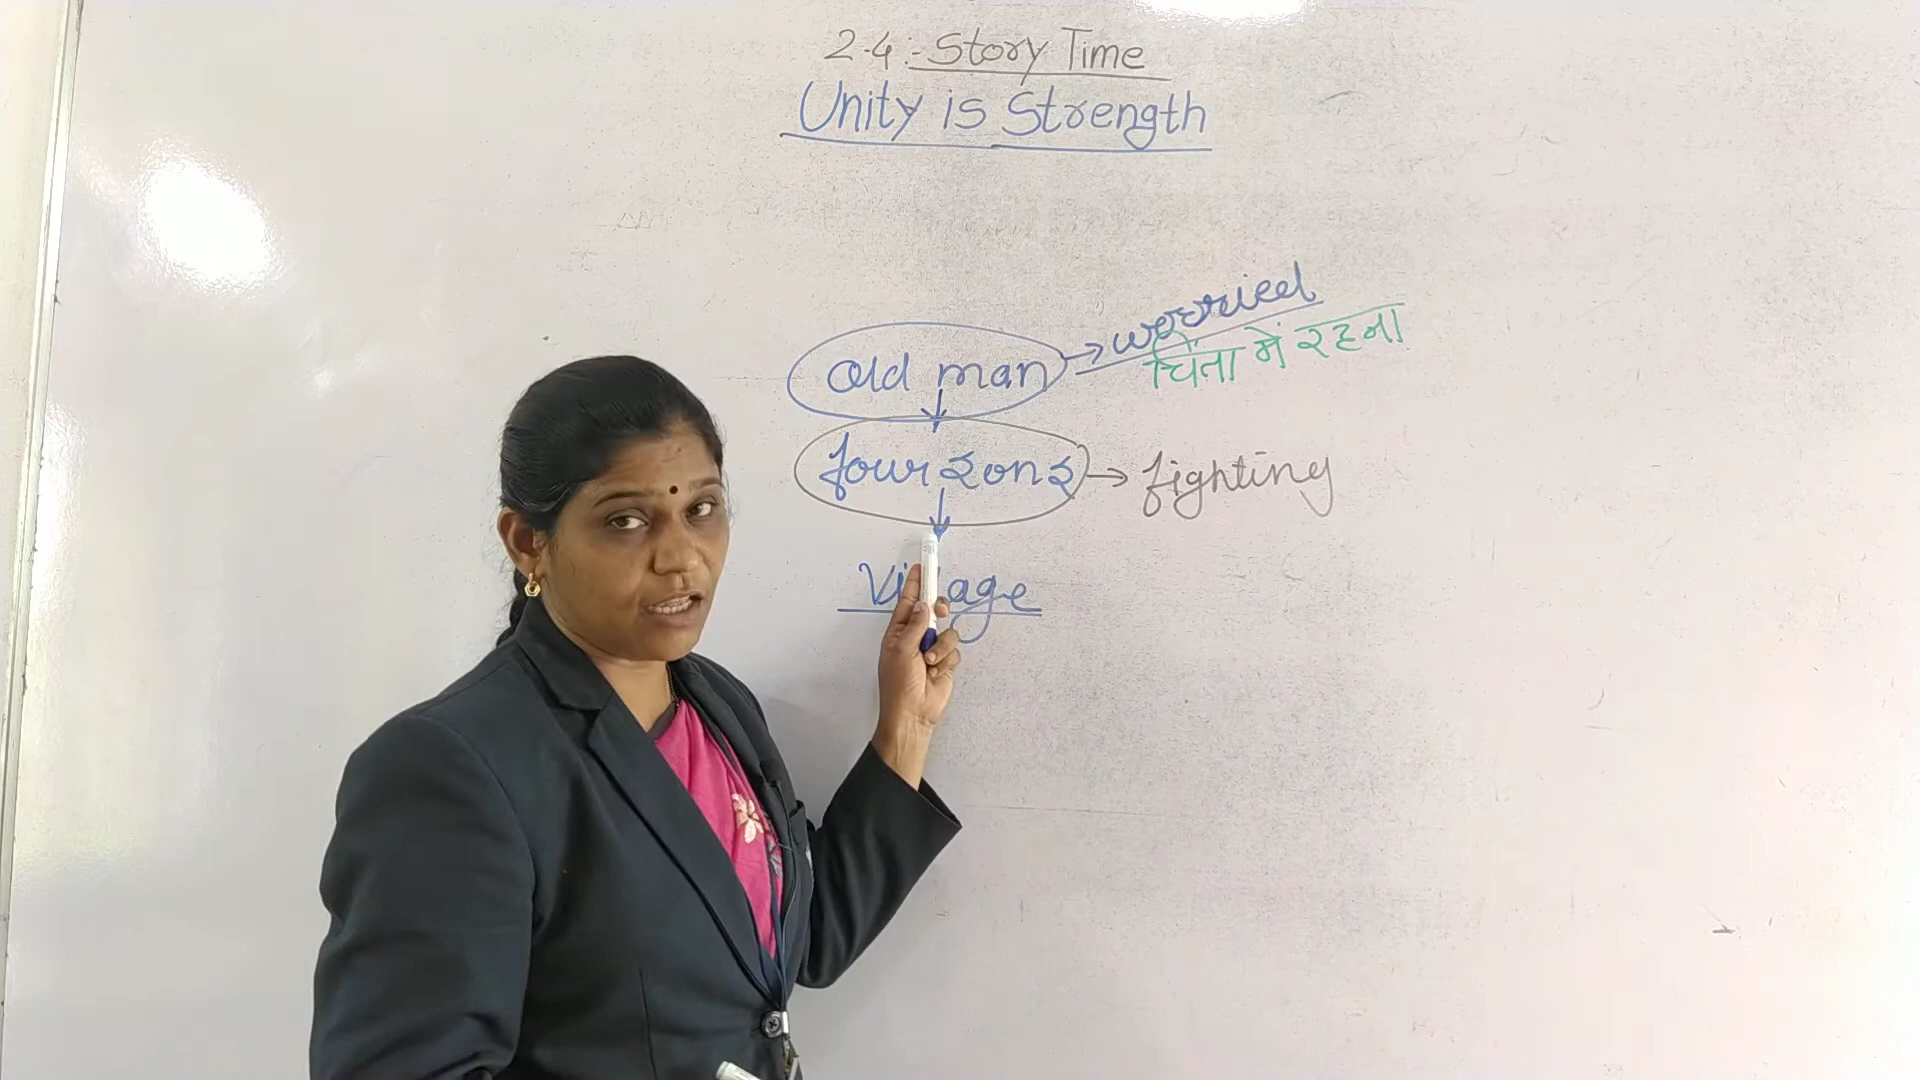 2.4:- Story Time
Unity is Strength
old man → worried
चिंता में रहना
four sons → fighting
Village